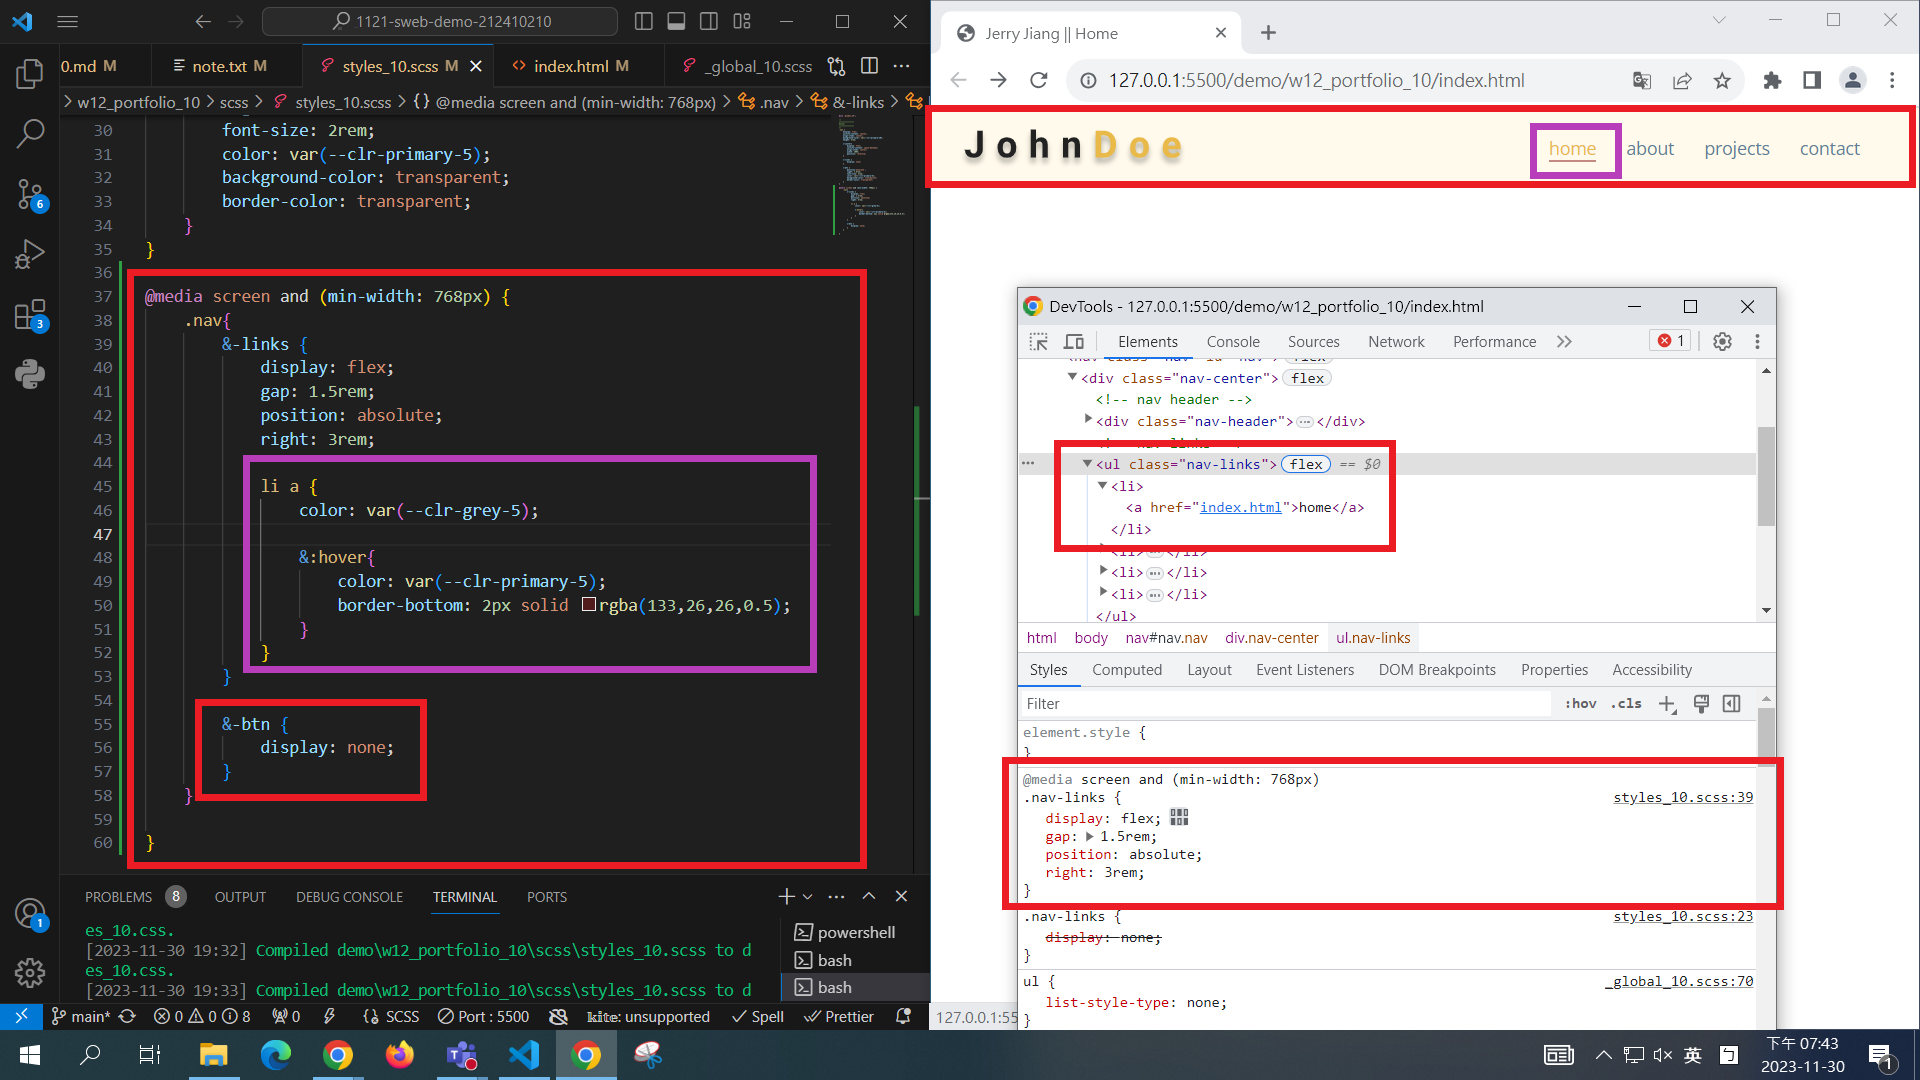 1121-sweb-demo-212410210
0.md M
note.txt M
styles_10.scss M
index.html M
_global_10.scss
w12_portfolio_10 > scss > styles_10.scss > {} @media screen and (min-width: 768px) > .nav > &-links >
30 font-size: 2rem;
31 color: var(--clr-primary-5);
32 background-color: transparent;
33 border-color: transparent;
34 }
35 }
36
37 @media screen and (min-width: 768px) {
38 .nav{
39 &-links {
40 display: flex;
41 gap: 1.5rem;
42 position: absolute;
43 right: 3rem;
44
45 li a {
46 color: var(--clr-grey-5);
47
48 &:hover{
49 color: var(--clr-primary-5);
50 border-bottom: 2px solid rgba(133,26,26,0.5);
51 }
52 }
53 }
54
55 &-btn {
56 display: none;
57 }
58 }
59
60 }
6
3
1
PROBLEMS 8 OUTPUT DEBUG CONSOLE TERMINAL PORTS
es_10.css.
[2023-11-30 19:32] Compiled demo\w12_portfolio_10\scss\styles_10.scss to d
es_10.css.
[2023-11-30 19:33] Compiled demo\w12_portfolio_10\scss\styles_10.scss to d
powershell
bash
bash
main* 0 0 8 0 SCSS Port : 5500 kite: unsupported Spell Prettier
Jerry Jiang || Home
127.0.0.1:5500/demo/w12_portfolio_10/index.html
JohnDoe
home about projects contact
DevTools - 127.0.0.1:5500/demo/w12_portfolio_10/index.html
Elements Console Sources Network Performance 1
<div class="nav-center"> flex
<!-- nav header -->
<div class="nav-header"> ⋯ </div>
<ul class="nav-links"> flex == $0
<li>
<a href="index.html">home</a>
</li>
<li> ⋯ </li>
<li> ⋯ </li>
<li> ⋯ </li>
</ul>
html body nav#nav.nav div.nav-center ul.nav-links
Styles Computed Layout Event Listeners DOM Breakpoints Properties Accessibility
Filter :hov .cls
element.style {
}
@media screen and (min-width: 768px)
.nav-links { styles_10.scss:39
display: flex;
gap: 1.5rem;
position: absolute;
right: 3rem;
}
.nav-links { styles_10.scss:23
display: none;
}
ul { _global_10.scss:70
list-style-type: none;
}
127.0.0.1:55
英
ㄅ
下午 07:43
2023-11-30
1